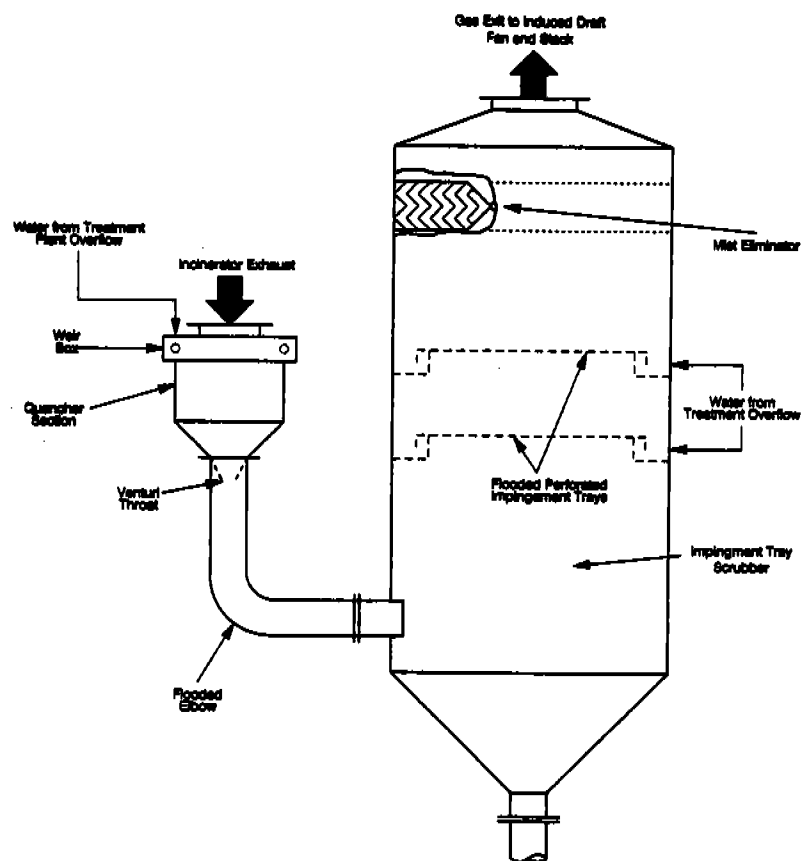 Gas Exit to Induced Draft
Fan and Stack
Water from Treatment
Plant Overflow
Incinerator Exhaust
Mist Eliminator
Weir
Box
Quencher
Section
Water from
Treatment Overflow
Venturi
Throat
Flooded Perforated
Impingement Trays
Impingment Tray
Scrubber
Flooded
Elbow